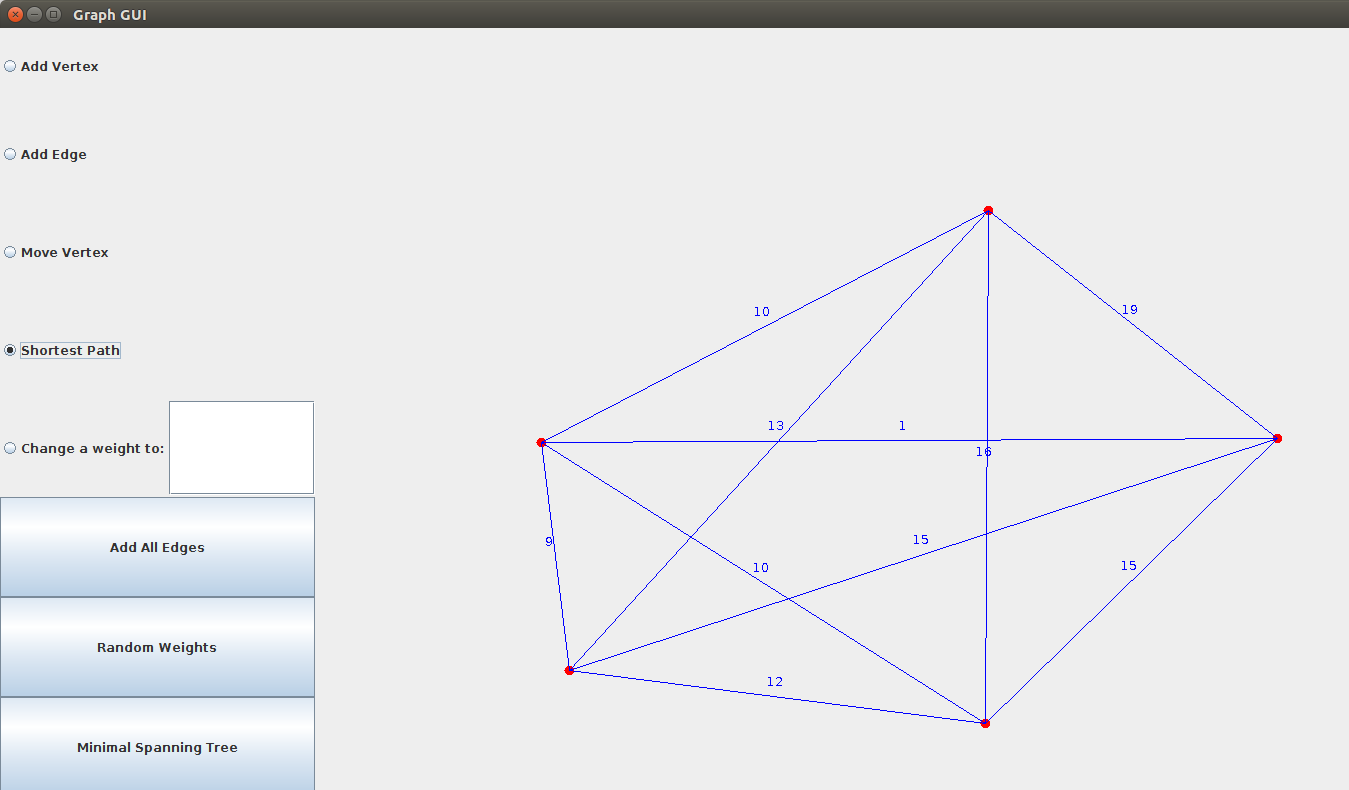 Graph GUI
Add Vertex
Add Edge
Move Vertex
Shortest Path
Change a weight to:
Add All Edges
Random Weights
Minimal Spanning Tree
10
19
13
1
16
9
15
10
15
12